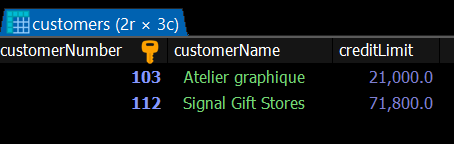 customers (2r × 3c)
customerNumber customerName creditLimit
103 Atelier graphique 21,000.0
112 Signal Gift Stores 71,800.0